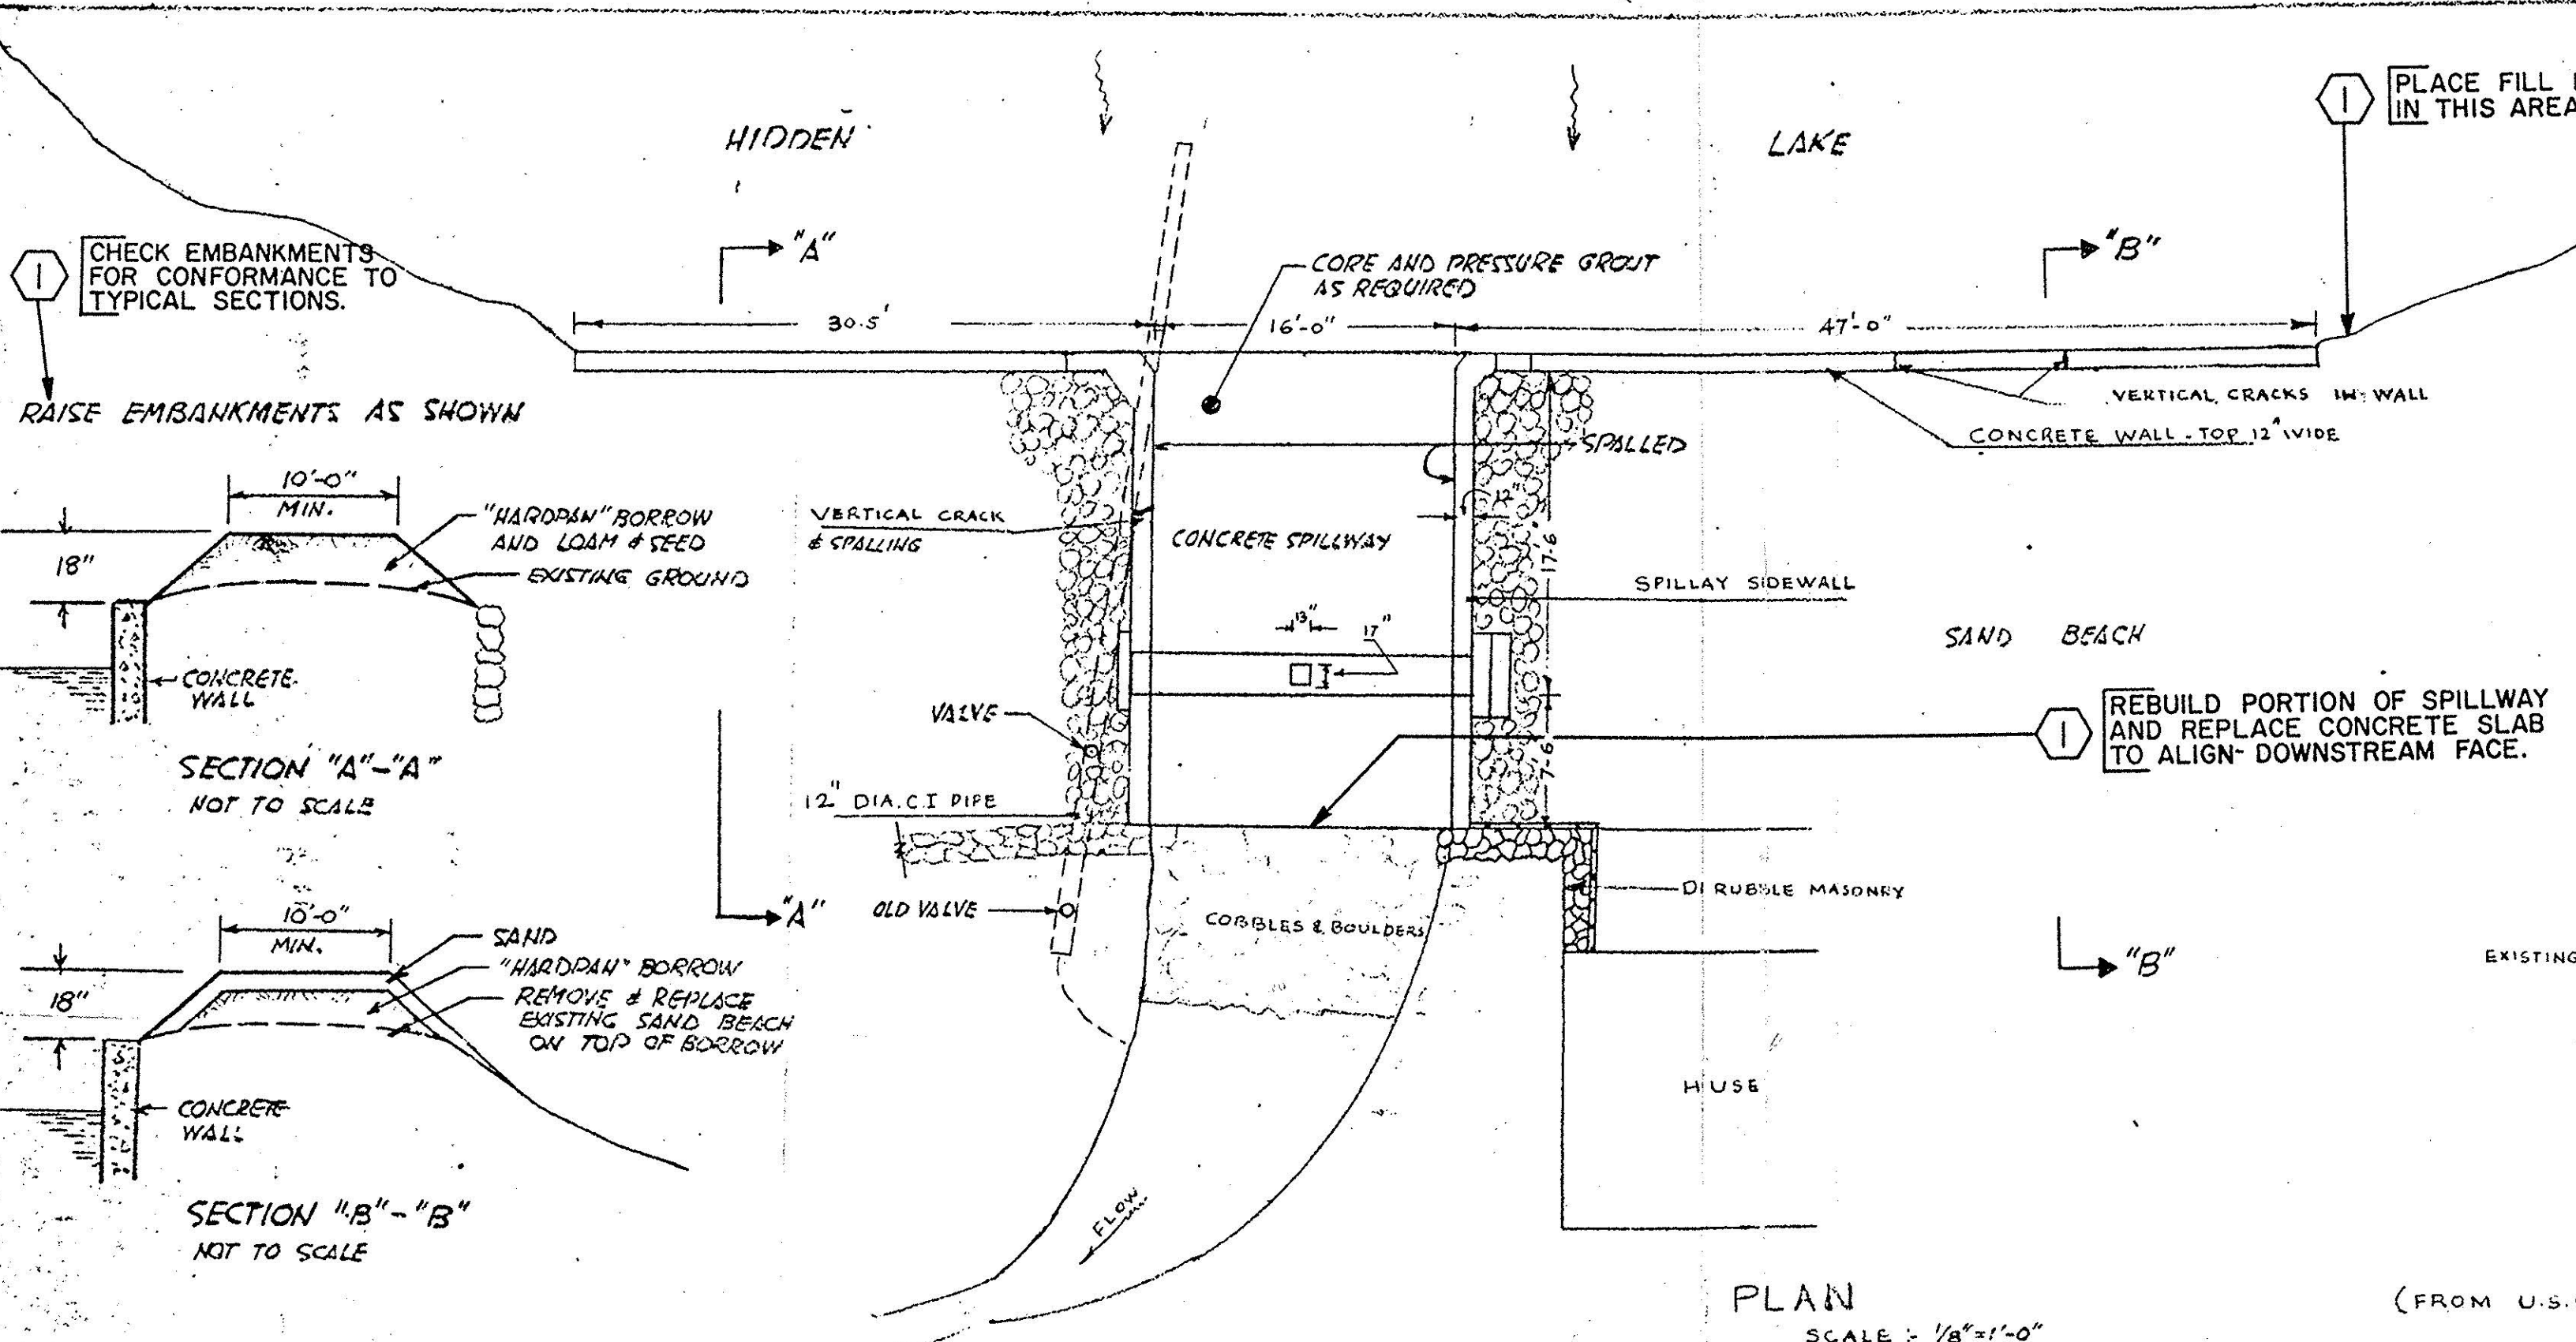 HIDDEN
LAKE
1
PLACE FILL
IN THIS AREA
1
CHECK EMBANKMENTS
FOR CONFORMANCE TO
TYPICAL SECTIONS.
"A"
"B"
CORE AND PRESSURE GROUT
AS REQUIRED
30.5'
16'-0"
47'-0"
RAISE EMBANKMENTS AS SHOWN
VERTICAL CRACKS IN WALL
CONCRETE WALL - TOP 12" WIDE
SPALLED
10'-0"
MIN.
18"
"HARDPAN" BORROW
AND LOAM & SEED
EXISTING GROUND
CONCRETE
WALL
SECTION "A"-"A"
NOT TO SCALE
VERTICAL CRACK
& SPALLING
12"
17'-6"
CONCRETE SPILLWAY
SPILLAY SIDEWALL
13"
17"
SAND BEACH
VALVE
1
REBUILD PORTION OF SPILLWAY
AND REPLACE CONCRETE SLAB
TO ALIGN- DOWNSTREAM FACE.
7'-6"
12" DIA. C.I PIPE
"A"
OLD VALVE
COBBLES & BOULDERS
DI RUBBLE MASONRY
"B"
EXISTING
10'-0"
MIN.
18"
SAND
"HARDPAN" BORROW
REMOVE & REPLACE
EXISTING SAND BEACH
ON TOP OF BORROW
CONCRETE
WALL
SECTION "B"-"B"
NOT TO SCALE
H USE
FLOW
PLAN
SCALE :- 1/8"=1'-0"
(FROM U.S.